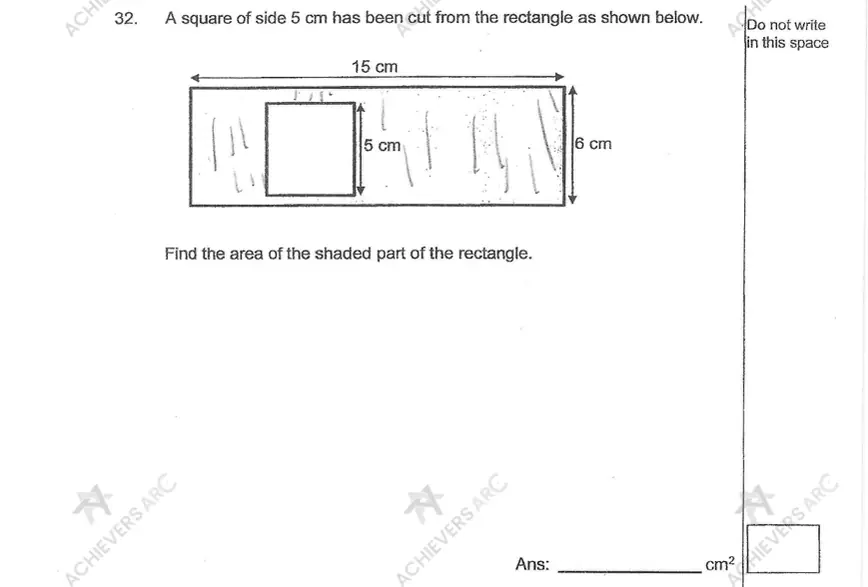 32. A square of side 5 cm has been cut from the rectangle as shown below.
Do not write
in this space
15 cm
5 cm
6 cm
Find the area of the shaded part of the rectangle.
ACHIEVERS ARC
ACHIEVERS ARC
ACHIEVERS ARC
Ans: ____________ cm²